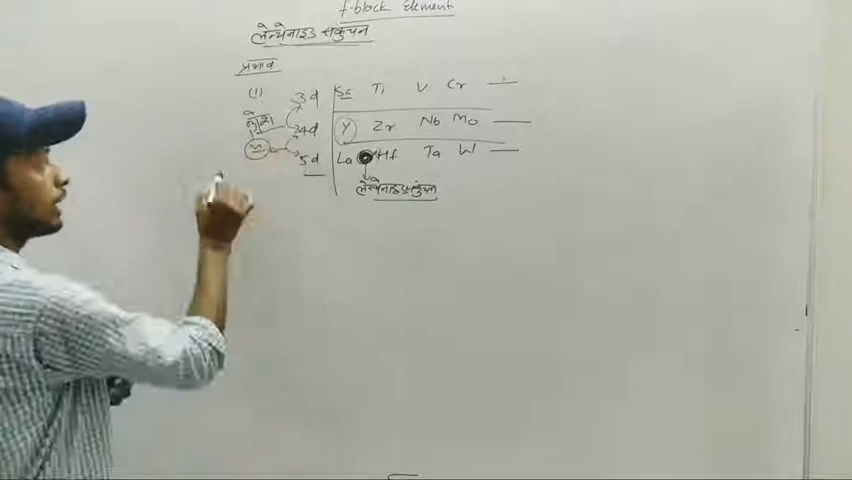 f-block Element
लेन्थेनाइड संकुचन
प्रभाव
(1) 3d Sc Ti V Cr
4d Y Zr Nb Mo
5d La Hf Ta W
लेन्थेनाइड संकुचन